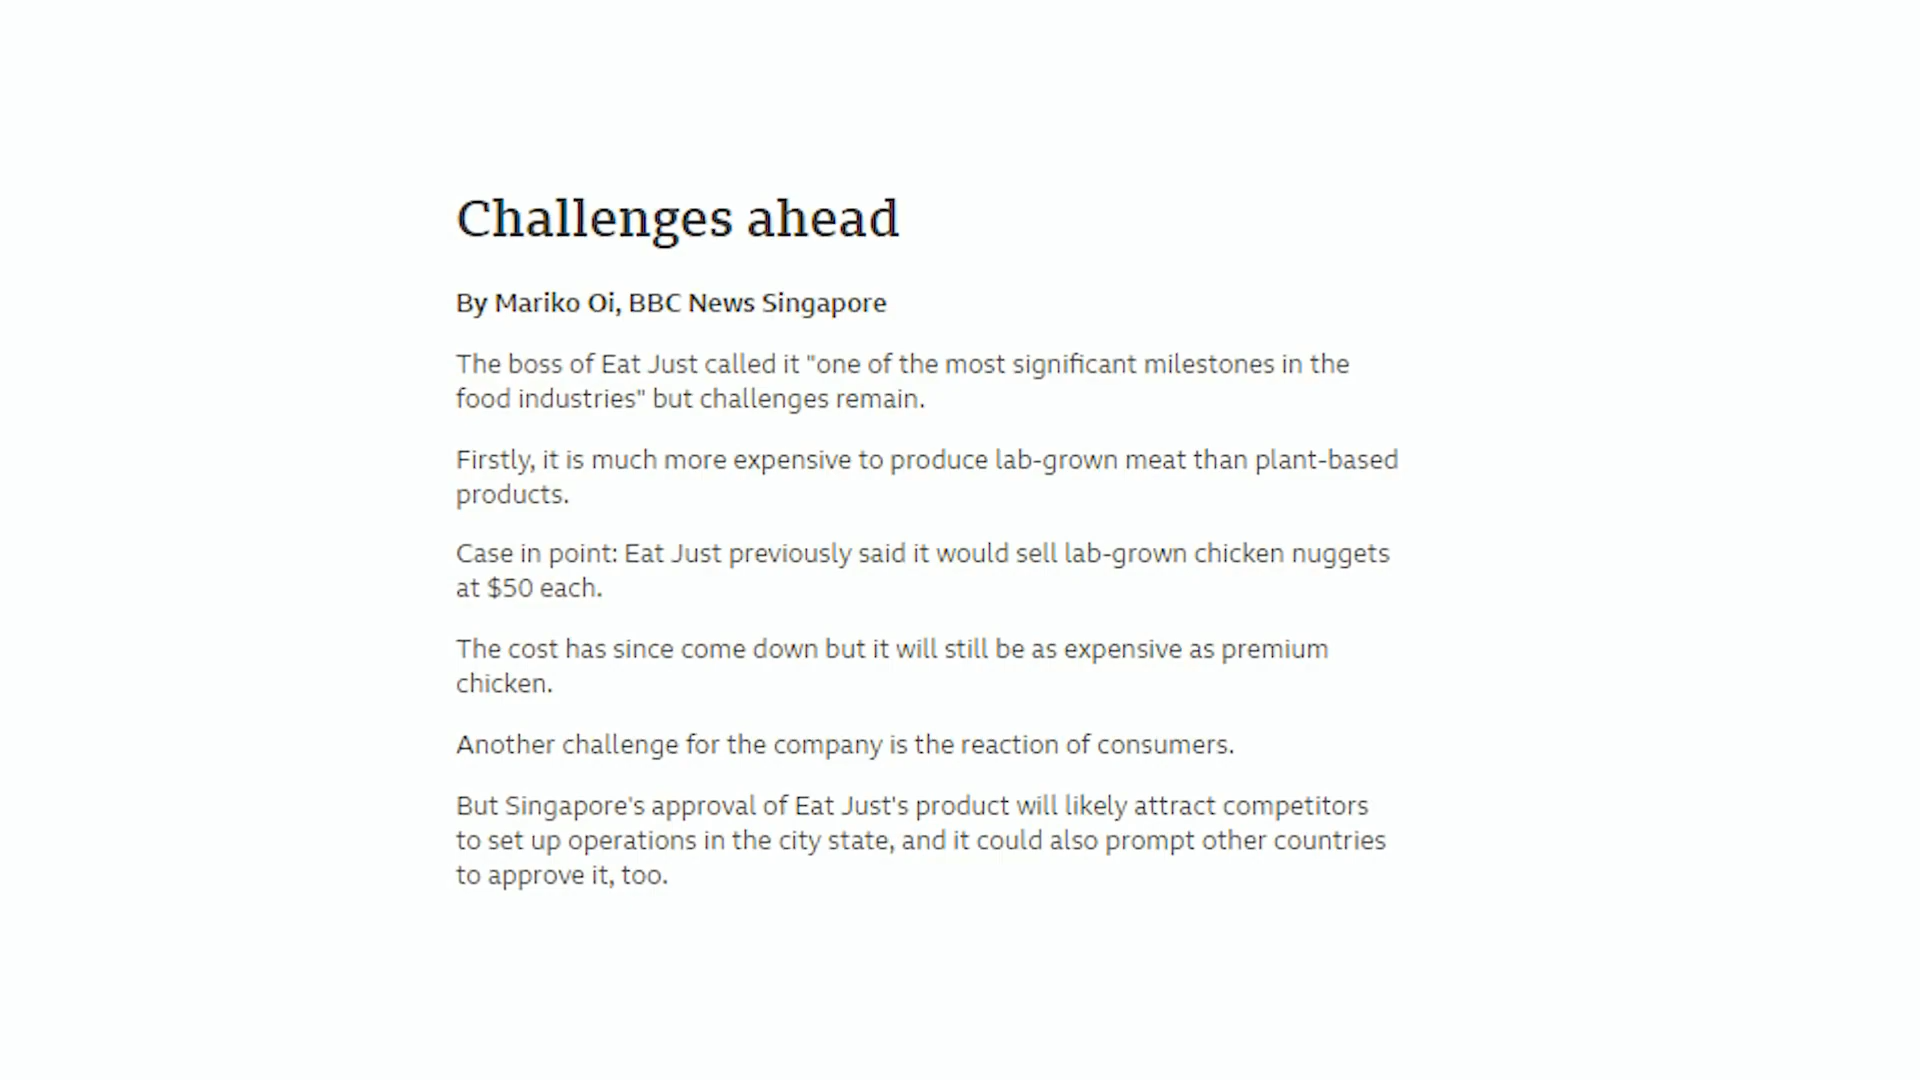 Challenges ahead
By Mariko Oi, BBC News Singapore
The boss of Eat Just called it "one of the most significant milestones in the
food industries" but challenges remain.
Firstly, it is much more expensive to produce lab-grown meat than plant-based
products.
Case in point: Eat Just previously said it would sell lab-grown chicken nuggets
at $50 each.
The cost has since come down but it will still be as expensive as premium
chicken.
Another challenge for the company is the reaction of consumers.
But Singapore's approval of Eat Just's product will likely attract competitors
to set up operations in the city state, and it could also prompt other countries
to approve it, too.